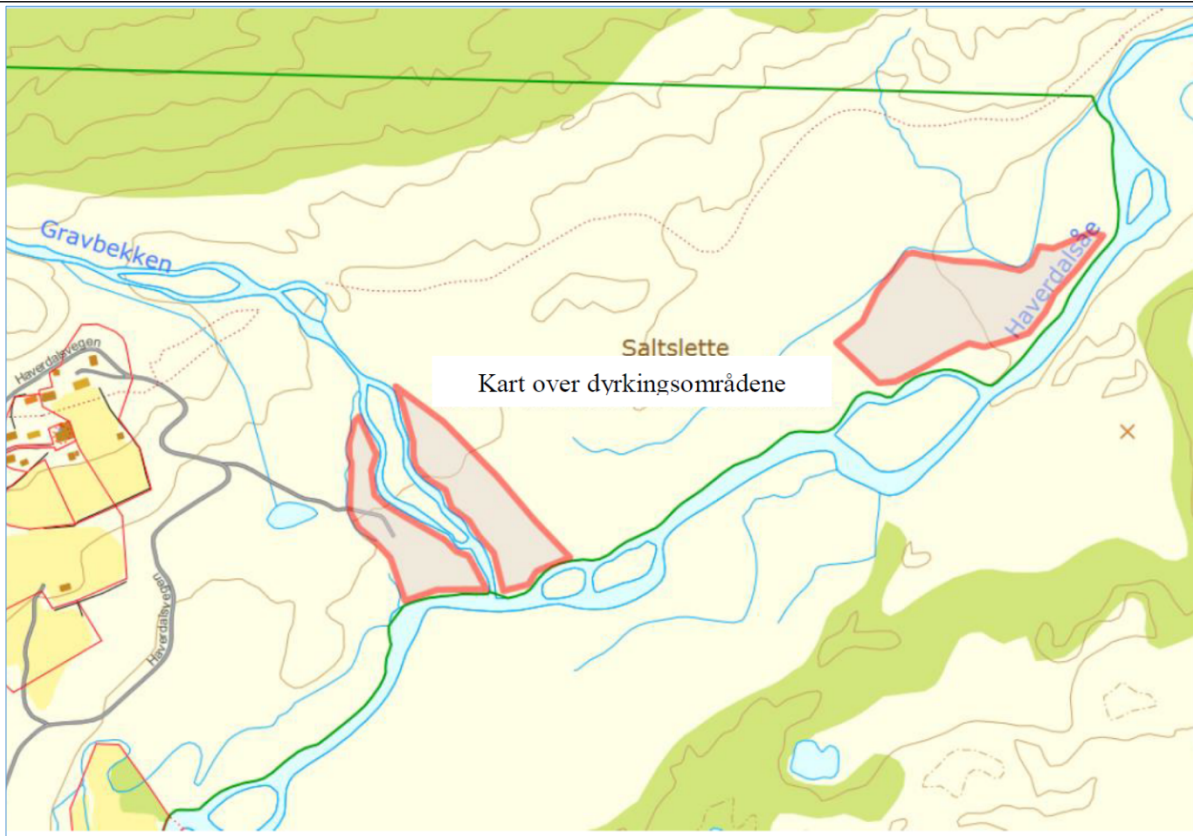 Gravbekken
Haverdalsåe
Haverdalsvegen
Saltslette
Kart over dyrkingsområdene
Haverdalsvegen